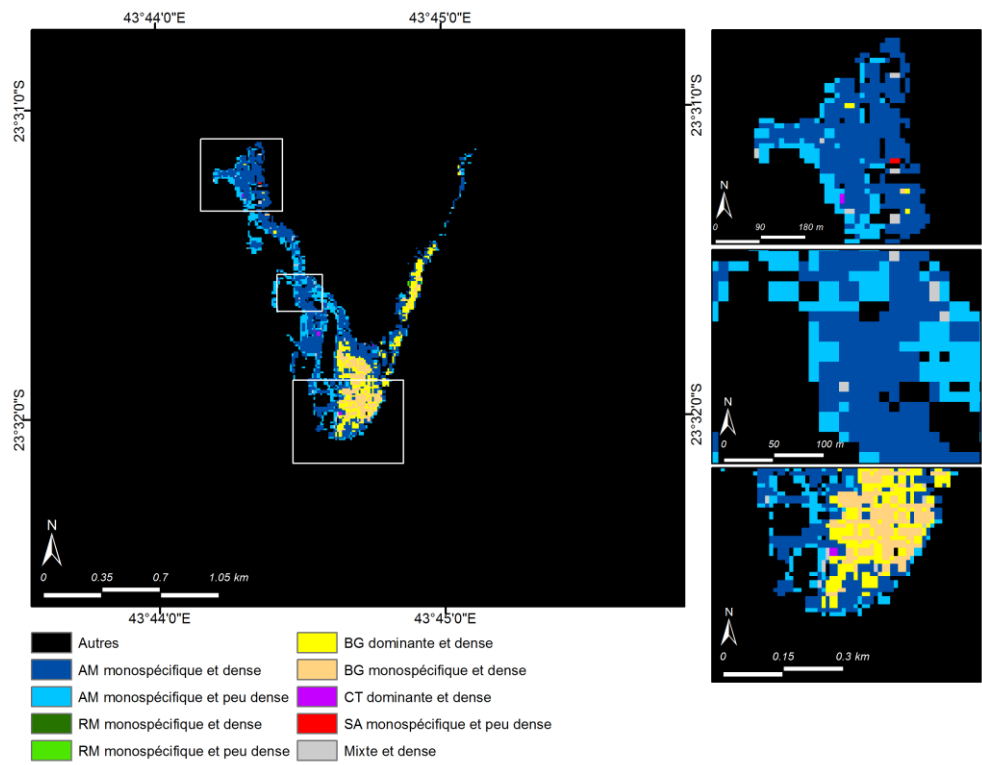 43°44'0"E
43°45'0"E
23°31'0"S
23°31'0"S
N
0 90 180 m
N
0 50 100 m
23°32'0"S
23°32'0"S
N
0 0.35 0.7 1.05 km
N
0 0.15 0.3 km
43°44'0"E
43°45'0"E
Autres
AM monospécifique et dense
AM monospécifique et peu dense
RM monospécifique et dense
RM monospécifique et peu dense
BG dominante et dense
BG monospécifique et dense
CT dominante et dense
SA monospécifique et peu dense
Mixte et dense